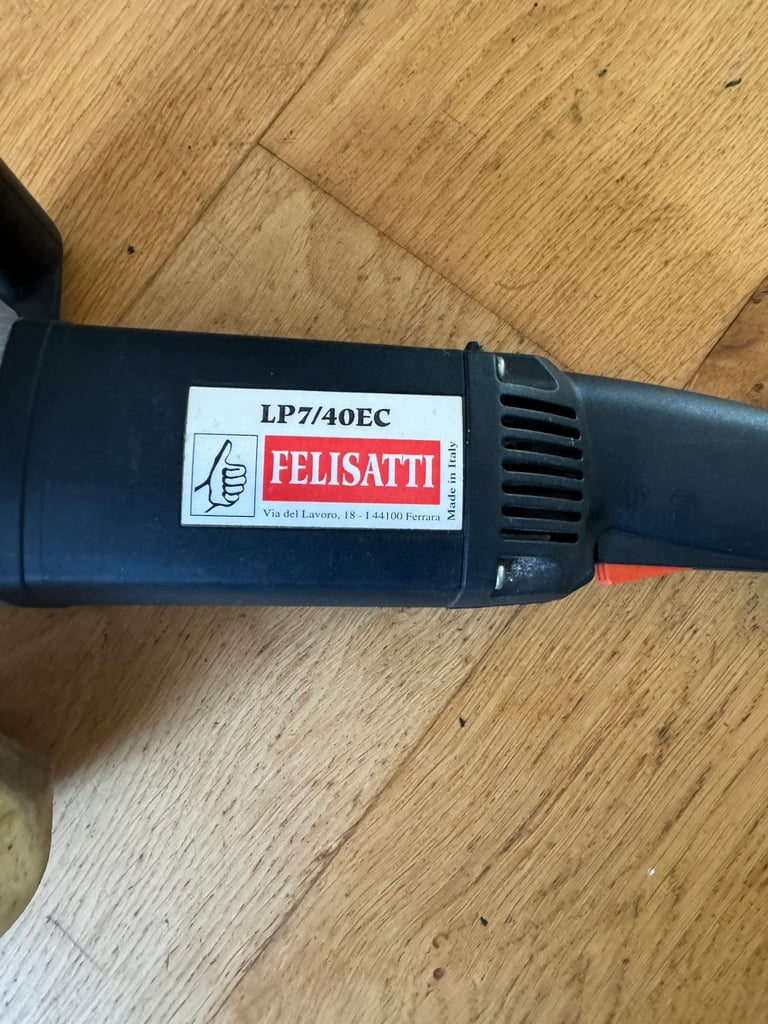 LP7/40EC
FELISATTI
Via del Lavoro, 18 - I 44100 Ferrara
Made in Italy